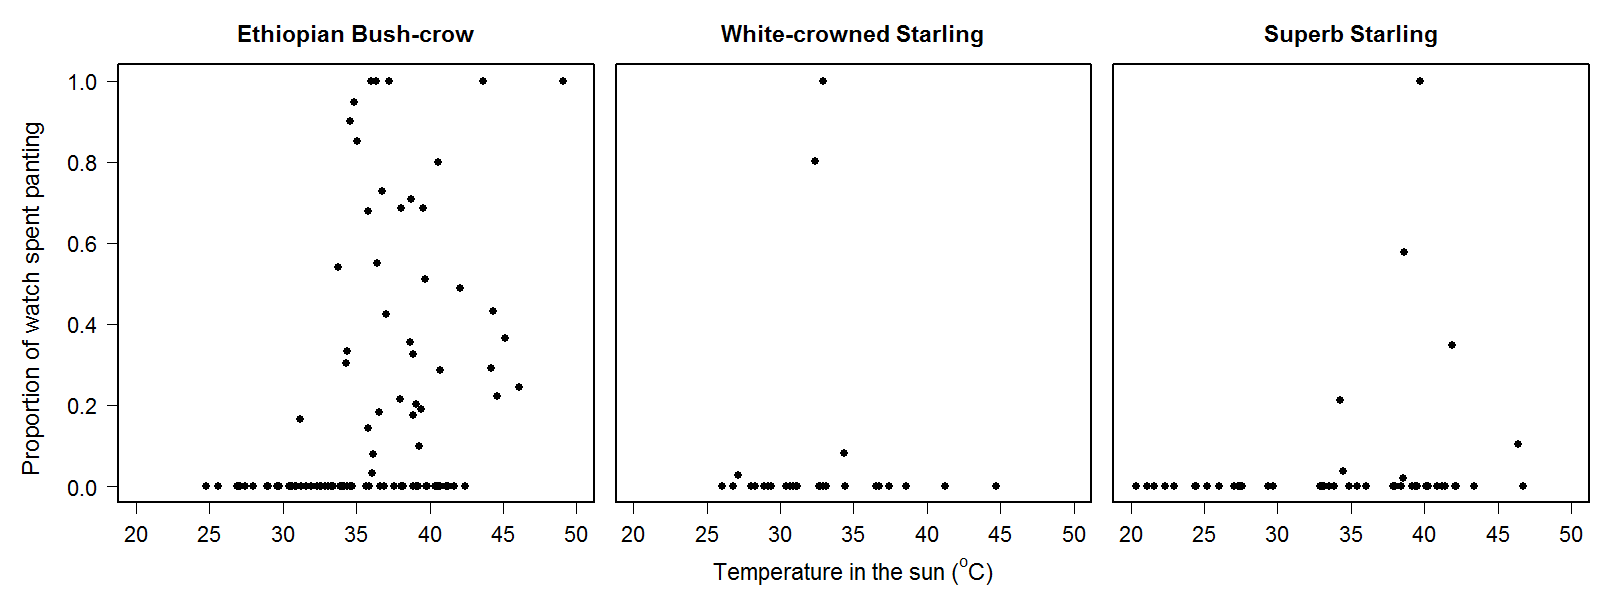 Ethiopian Bush-crow White-crowned Starling Superb Starling
Proportion of watch spent panting
1.0
0.8
0.6
0.4
0.2
0.0
20 25 30 35 40 45 50 20 25 30 35 40 45 50 20 25 30 35 40 45 50
Temperature in the sun (°C)